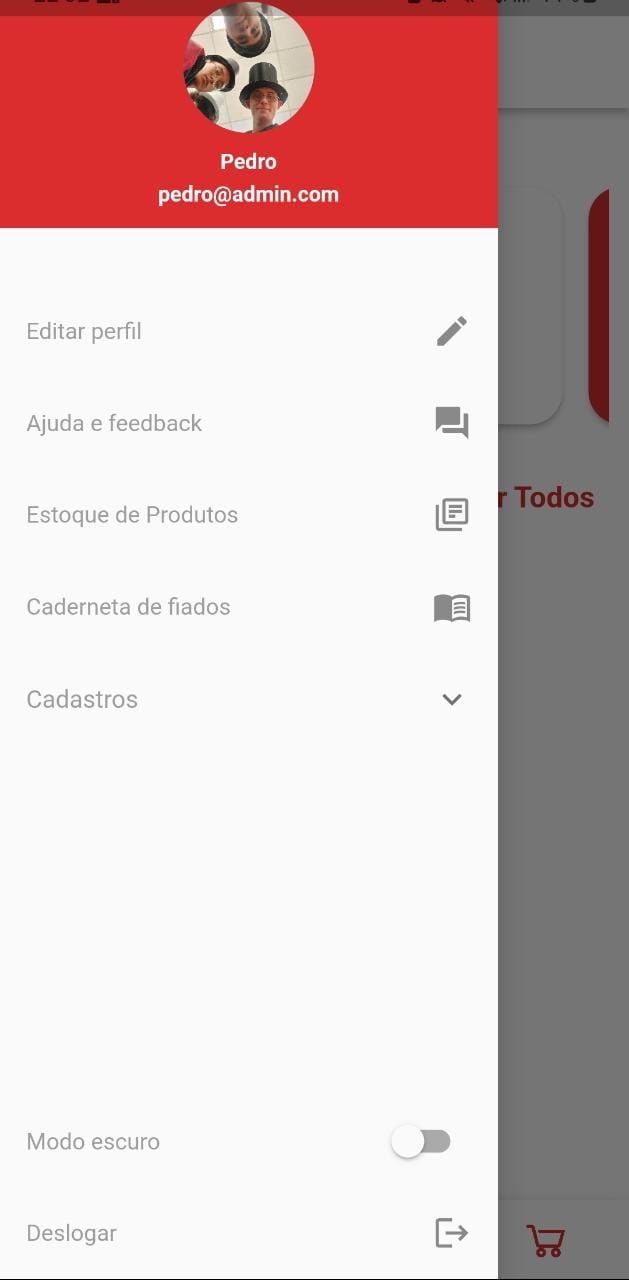 Pedro
pedro@admin.com
Editar perfil
Ajuda e feedback
Estoque de Produtos
r Todos
Caderneta de fiados
Cadastros
Modo escuro
Deslogar